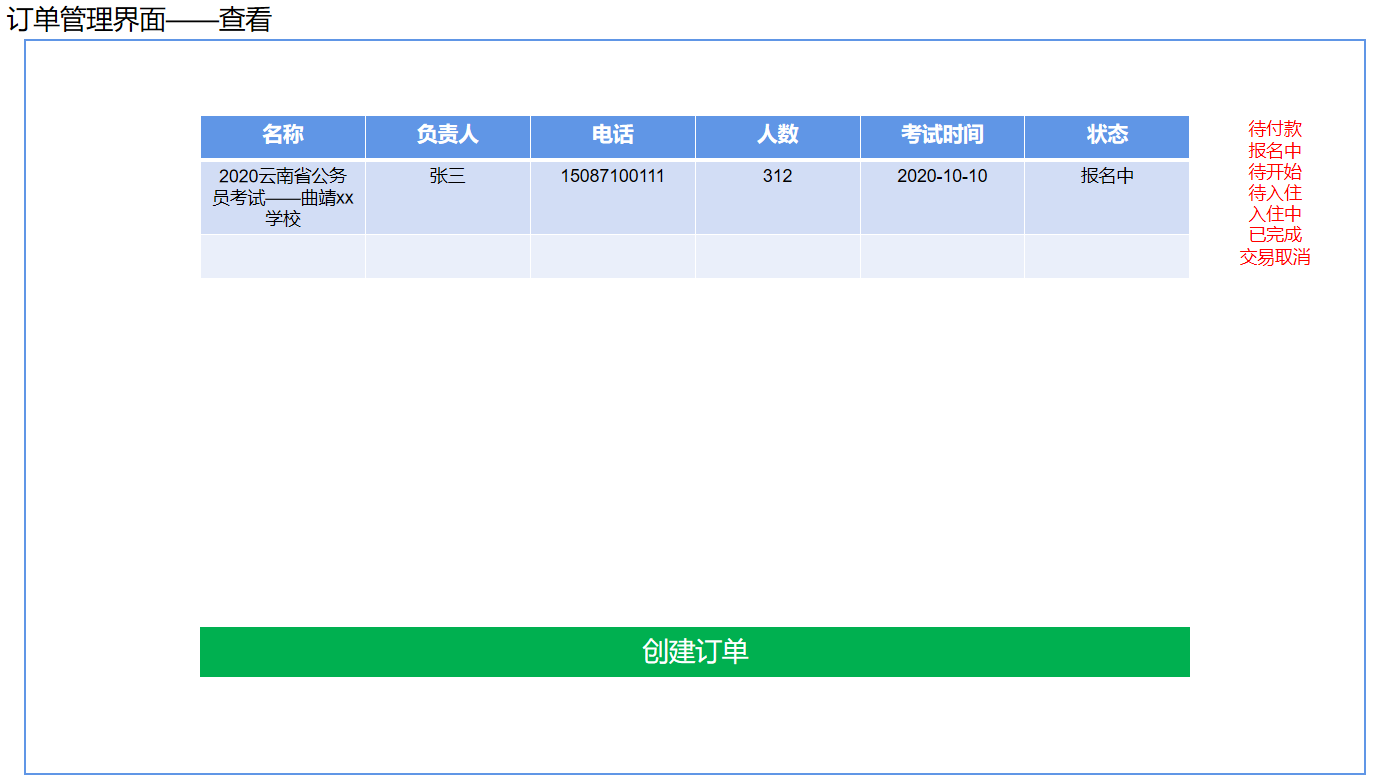 订单管理界面——查看
名称 负责人 电话 人数 考试时间 状态
2020云南省公务 张三 15087100111 312 2020-10-10 报名中
员考试——曲靖xx
学校
待付款
报名中
待开始
待入住
入住中
已完成
交易取消
创建订单